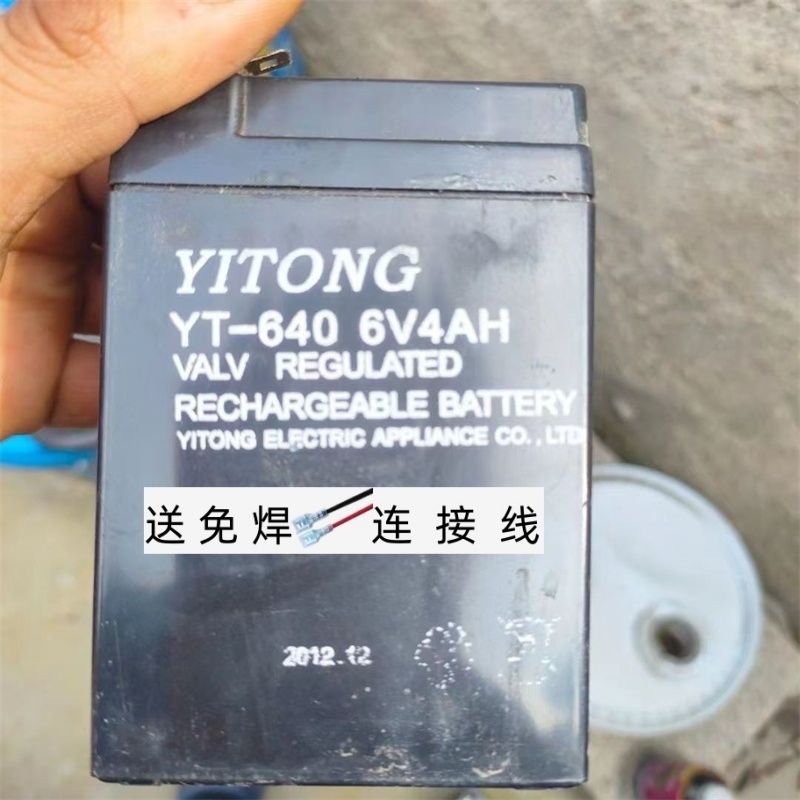 YITONG
YT-640 6V4AH
VALV REGULATED
RECHARGEABLE BATTERY
YITONG ELECTRIC APPLIANCE CO.,LTD
送免焊连接线
2012.12